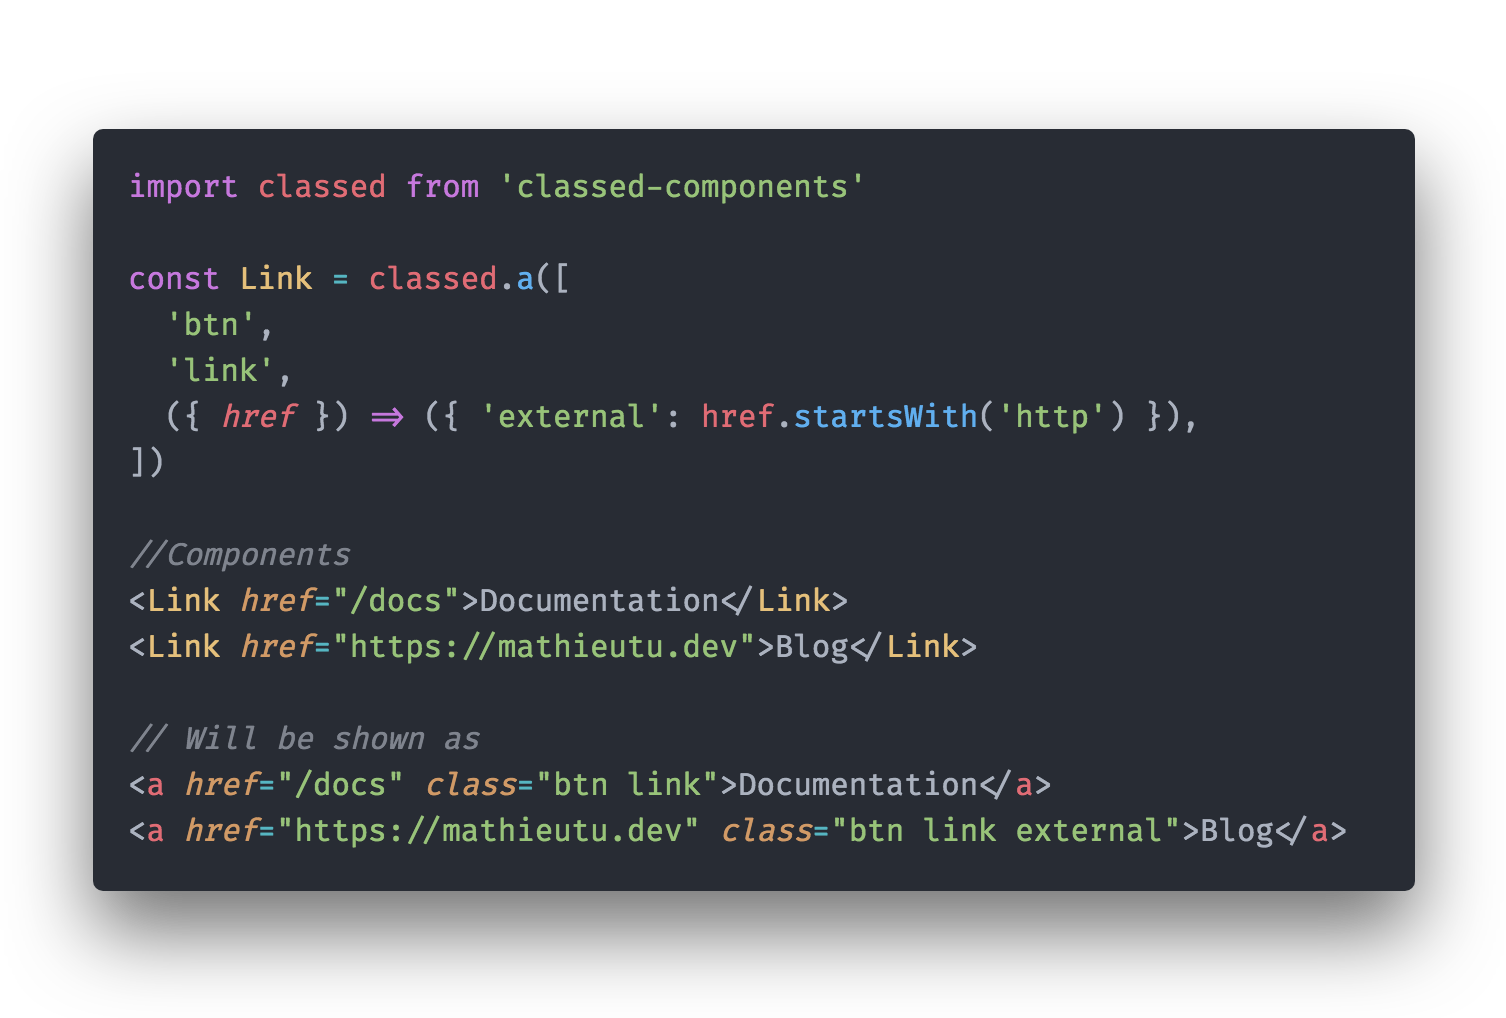 import classed from 'classed-components'

const Link = classed.a([
  'btn',
  'link',
  ({ href }) => ({ 'external': href.startsWith('http') }),
])

//Components
<Link href="/docs">Documentation</Link>
<Link href="https://mathieutu.dev">Blog</Link>

// Will be shown as
<a href="/docs" class="btn link">Documentation</a>
<a href="https://mathieutu.dev" class="btn link external">Blog</a>